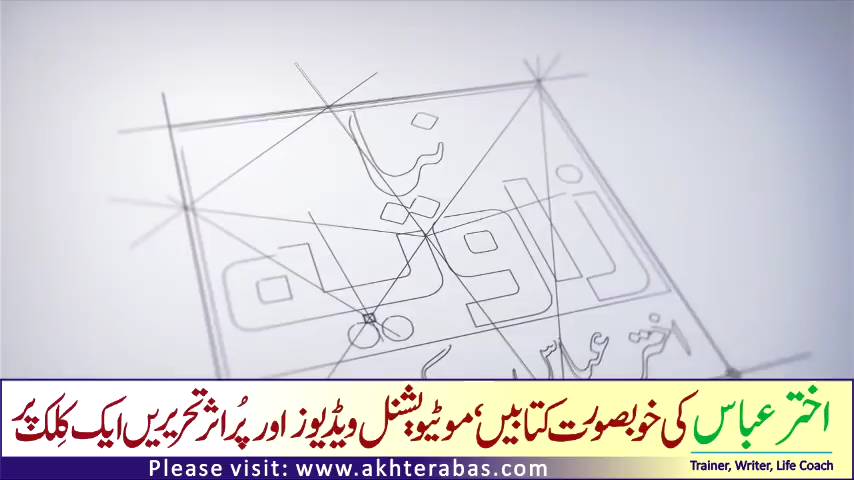 نیا
زاویہ
اختر عباس
اختر عباس کی خوبصورت کتابیں، موٹیویشنل ویڈیوز اور پُراثر تحریریں ایک کلک پر
Trainer, Writer, Life Coach
Please visit: www.akhterabas.com